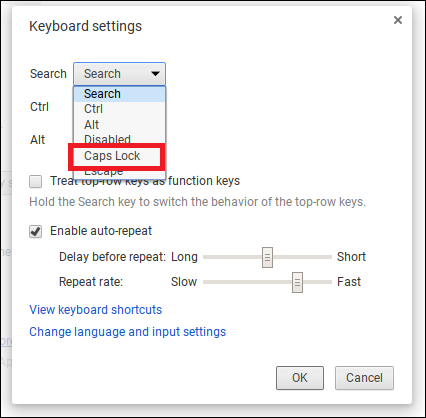 Keyboard settings
Search Search
Search
Ctrl Ctrl
Alt
Alt Disabled
Caps Lock
Escape
Treat top-row keys as function keys
Hold the Search key to switch the behavior of the top-row keys.
Enable auto-repeat
Delay before repeat: Long Short
Repeat rate: Slow Fast
View keyboard shortcuts
Change language and input settings
OK Cancel